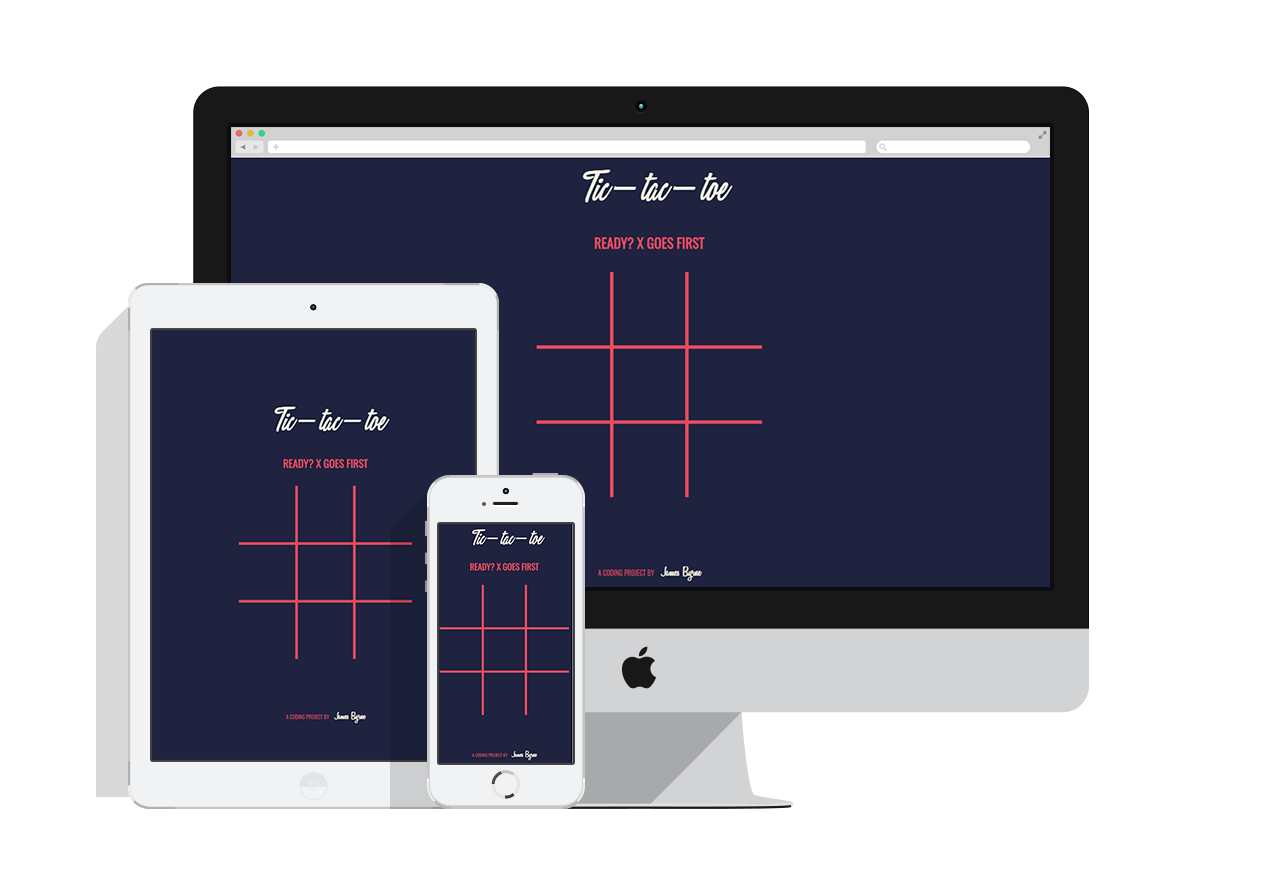 Tic–tac–toe
READY? X GOES FIRST
A CODING PROJECT BY James Byrne
Tic–tac–toe
READY? X GOES FIRST
A CODING PROJECT BY James Byrne
Tic–tac–toe
READY? X GOES FIRST
A CODING PROJECT BY James Byrne